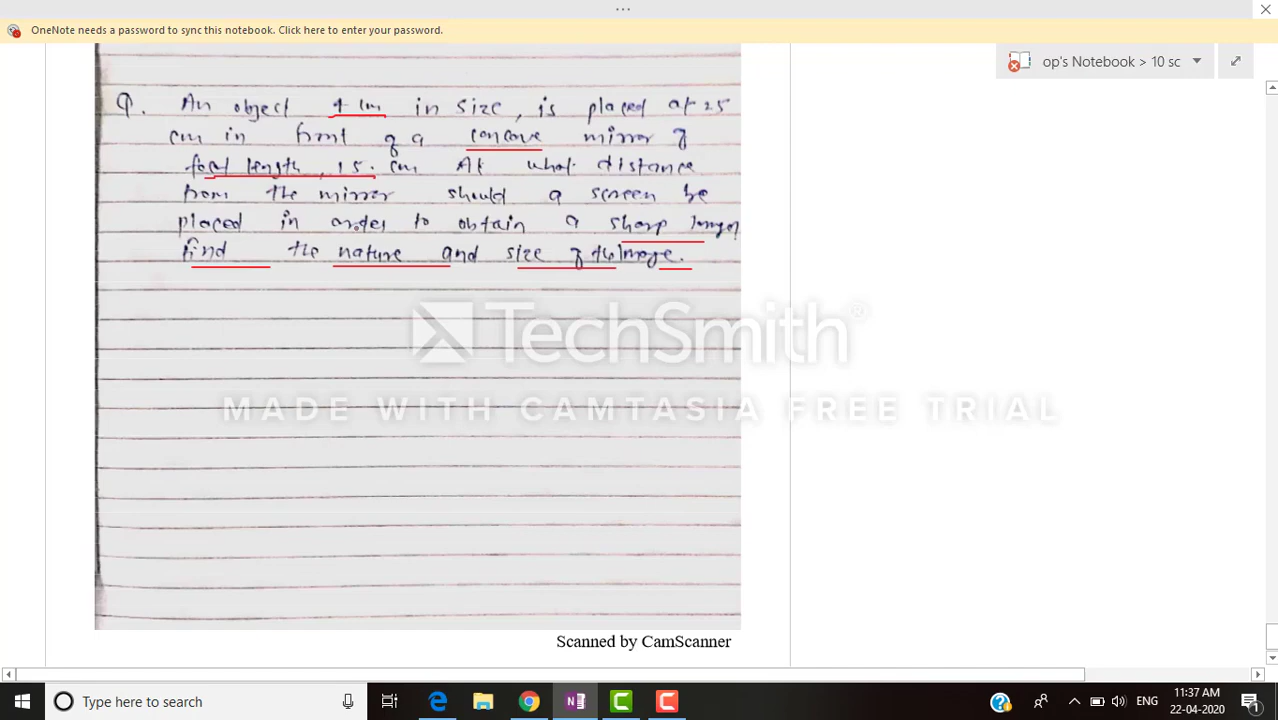 OneNote needs a password to sync this notebook. Click here to enter your password.
op's Notebook > 10 sc
Q. An object 4 cm in size, is placed at 25
cm in front of a concave mirror of
focal length, 15. cm At what distance
from the mirror should a screen be
placed in order to obtain a sharp
find the nature and size of the Image.
TechSmith®
MADE WITH CAMTASIA FREE TRIAL
Scanned by CamScanner
Type here to search
ENG
11:37 AM
22-04-2020
1